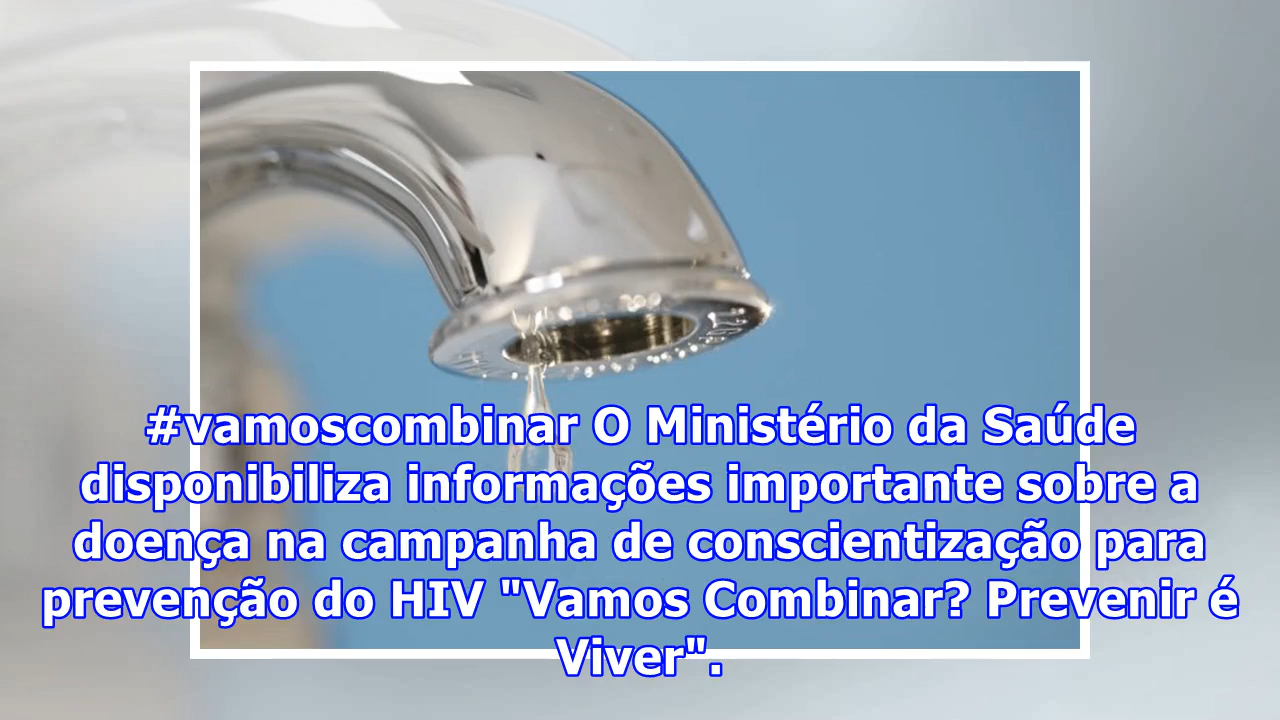 #vamoscombinar O Ministério da Saúde
disponibiliza informações importante sobre a
doença na campanha de conscientização para
prevenção do HIV "Vamos Combinar? Prevenir é
Viver".